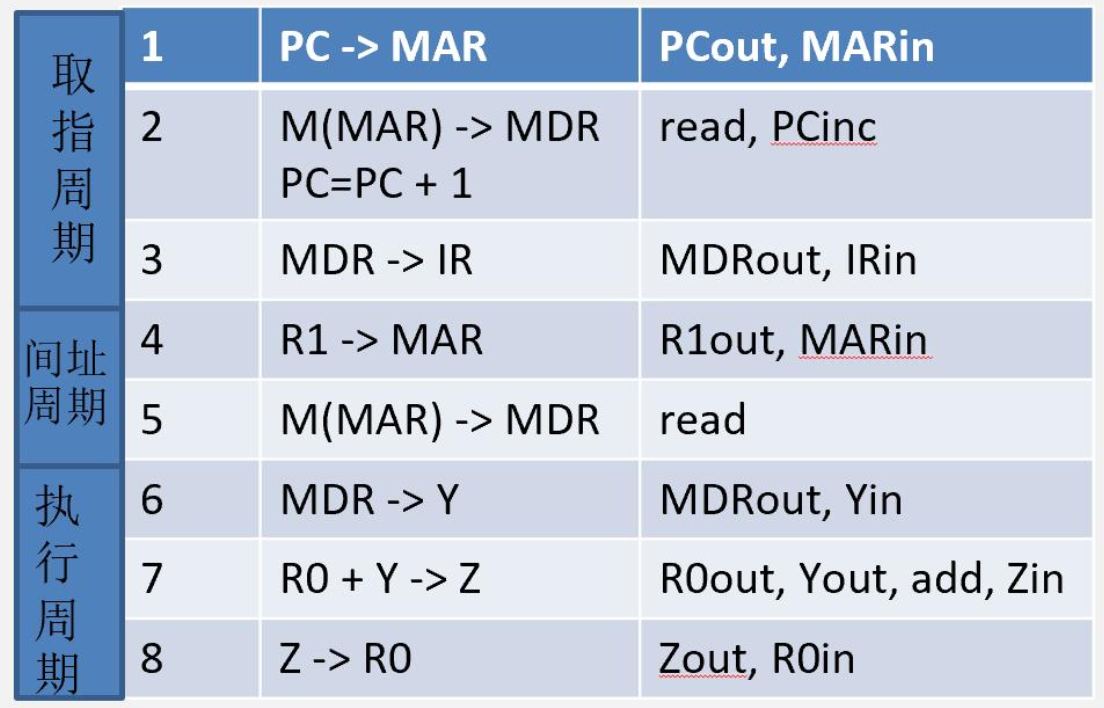 取指周期
1 PC -> MAR PCout, MARin
2 M(MAR) -> MDR read, PCinc
PC=PC + 1
3 MDR -> IR MDRout, IRin
间址
周期
4 R1 -> MAR R1out, MARin
5 M(MAR) -> MDR read
执行周期
6 MDR -> Y MDRout, Yin
7 R0 + Y -> Z R0out, Yout, add, Zin
8 Z -> R0 Zout, R0in